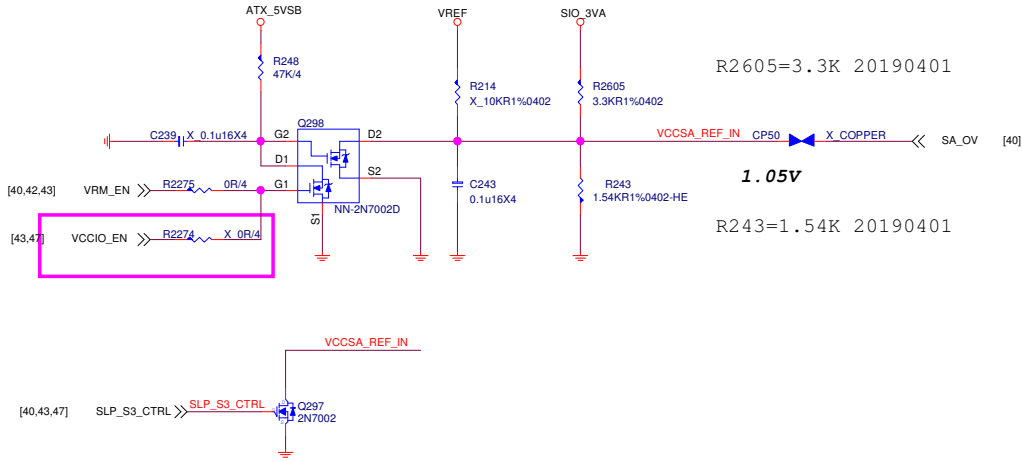 ATX_5VSB
VREF
SIO_3VA
R248
47K/4
R214
X_10KR1%0402
R2605
3.3KR1%0402
R2605=3.3K 20190401
C239
X_0.1u16X4
G2
Q298
D2
VCCSA_REF_IN
CP50
X_COPPER
SA_OV
[40]
D1
S2
[40,42,43]
VRM_EN
R2275
0R/4
G1
C243
0.1u16X4
R243
1.54KR1%0402-HE
1.05V
S1
NN-2N7002D
[43,47]
VCCIO_EN
R2274
X_0R/4
R243=1.54K 20190401
VCCSA_REF_IN
[40,43,47]
SLP_S3_CTRL
SLP_S3_CTRL
Q297
2N7002